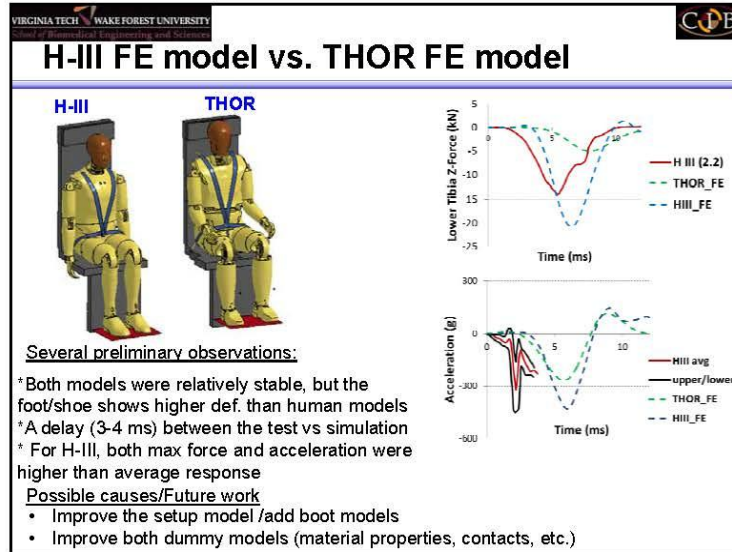 VIRGINIA TECH WAKE FOREST UNIVERSITY
School of Biomedical Engineering and Sciences
CIB
H-III FE model vs. THOR FE model
H-III
THOR
Several preliminary observations:
*Both models were relatively stable, but the
foot/shoe shows higher def. than human models
*A delay (3-4 ms) between the test vs simulation
* For H-III, both max force and acceleration were
higher than average response
Possible causes/Future work
• Improve the setup model /add boot models
• Improve both dummy models (material properties, contacts, etc.)
Lower Tibia Z-Force (kN)
5
0
-5
-10
-15
-20
-25
0
5
10
Time (ms)
H III (2.2)
THOR_FE
HIII_FE
Acceleration (g)
300
0
-300
-600
0
5
10
Time (ms)
HIII avg
upper/lower
THOR_FE
HIII_FE